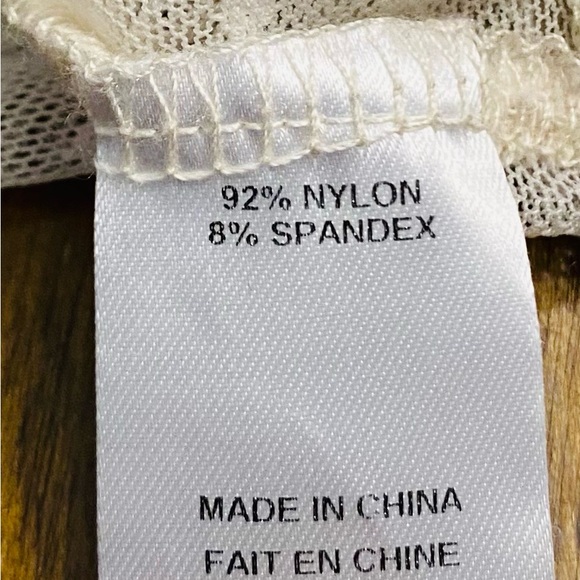 92% NYLON
8% SPANDEX
MADE IN CHINA
FAIT EN CHINE